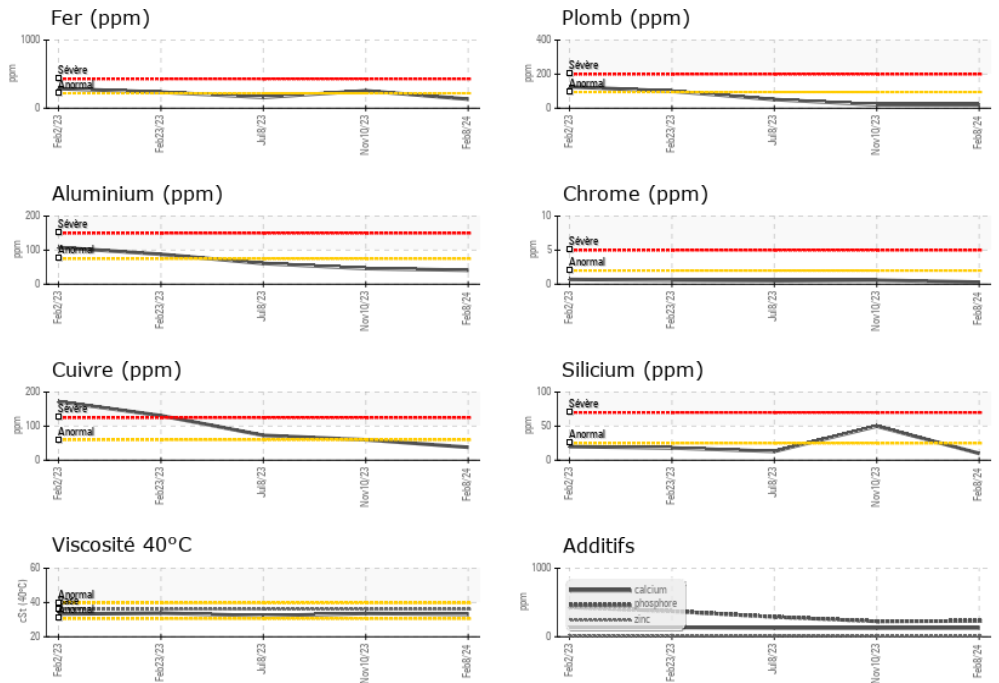 Fer (ppm)
1000
500
0
ppm
Sévère
Anormal
Feb2/23
Feb23/23
Jul8/23
Nov10/23
Feb8/24
Plomb (ppm)
400
200
0
ppm
Sévère
Anormal
Feb2/23
Feb23/23
Jul8/23
Nov10/23
Feb8/24
Aluminium (ppm)
200
100
0
ppm
Sévère
Anormal
Feb2/23
Feb23/23
Jul8/23
Nov10/23
Feb8/24
Chrome (ppm)
10
5
0
ppm
Sévère
Anormal
Feb2/23
Feb23/23
Jul8/23
Nov10/23
Feb8/24
Cuivre (ppm)
200
100
0
ppm
Sévère
Anormal
Feb2/23
Feb23/23
Jul8/23
Nov10/23
Feb8/24
Silicium (ppm)
100
50
0
ppm
Sévère
Anormal
Feb2/23
Feb23/23
Jul8/23
Nov10/23
Feb8/24
Viscosité 40°C
60
40
20
cSt (40°C)
Anormal
Base
Anormal
Feb2/23
Feb23/23
Jul8/23
Nov10/23
Feb8/24
Additifs
1000
0
ppm
calcium
phosphore
zinc
Feb2/23
Feb23/23
Jul8/23
Nov10/23
Feb8/24